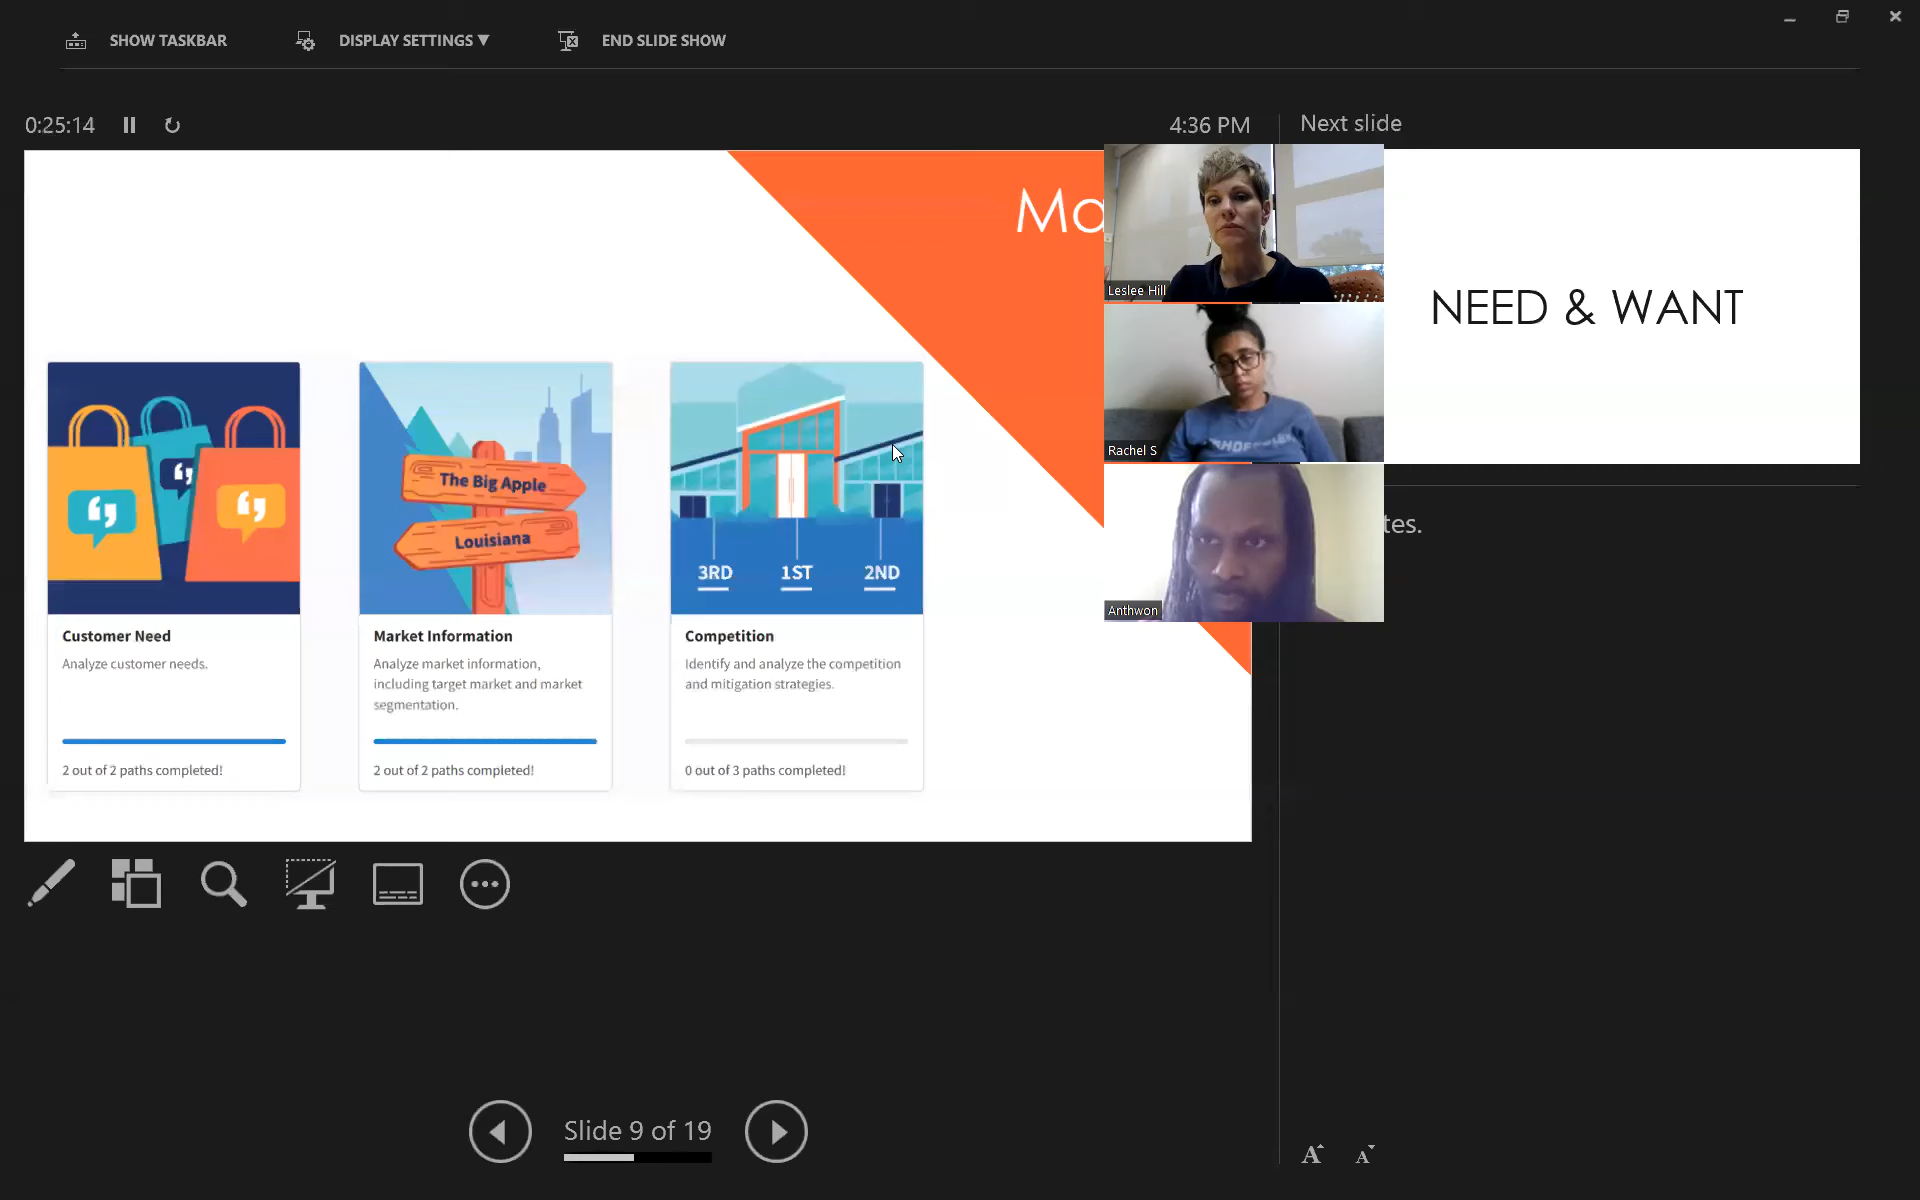 SHOW TASKBAR
DISPLAY SETTINGS ▼
END SLIDE SHOW
0:25:14
4:36 PM
Next slide
Leslee Hill
NEED & WANT
Rachel S
tes.
The Big Apple
Louisiana
3RD
1ST
2ND
Anthwon
Customer Need
Analyze customer needs.
2 out of 2 paths completed!
Market Information
Analyze market information,
including target market and market
segmentation.
2 out of 2 paths completed!
Competition
Identify and analyze the competition
and mitigation strategies.
0 out of 3 paths completed!
Slide 9 of 19
A
A